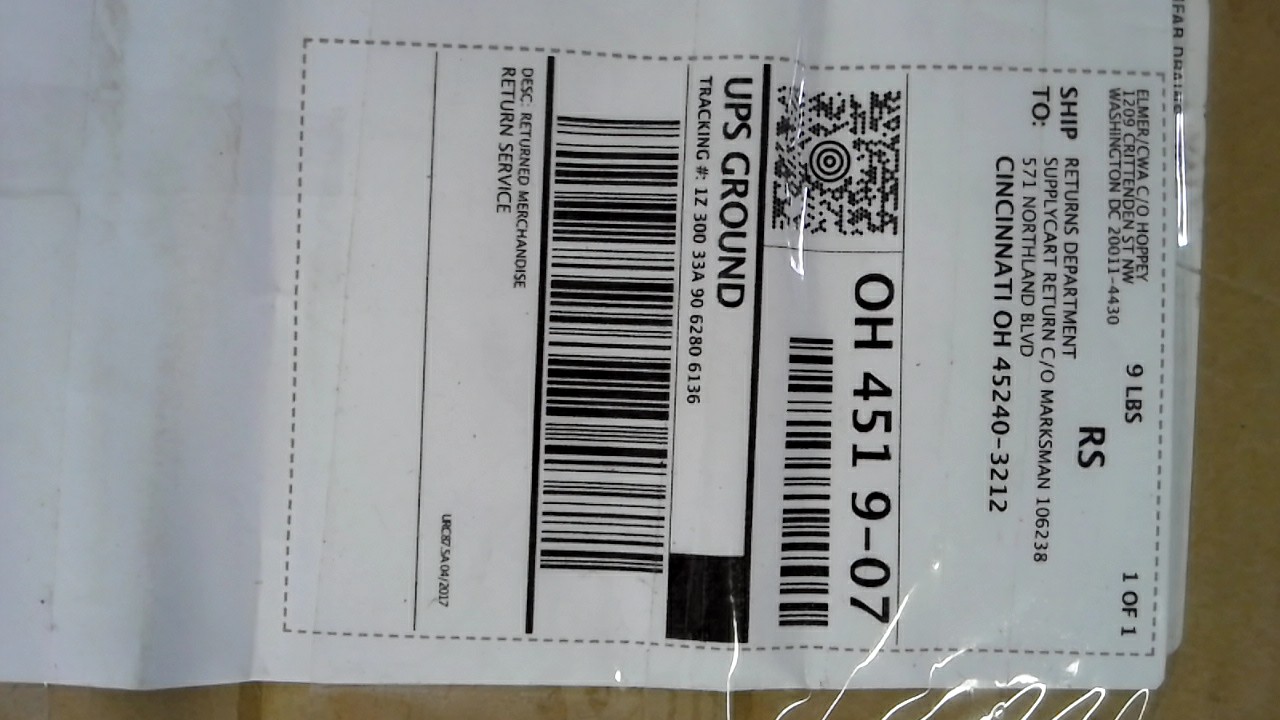 ELMER/CWA C/O HOPPEY
1209 CRITTENDEN ST NW
WASHINGTON DC 20011-4430
9 LBS
1 OF 1
RS
SHIP TO:
RETURNS DEPARTMENT
SUPPLYCART RETURN C/O MARKSMAN 106238
571 NORTHLAND BLVD
CINCINNATI OH 45240-3212
OH 451 9-07
UPS GROUND
TRACKING #: 1Z 300 33A 90 6280 6136
DESC: RETURNED MERCHANDISE
RETURN SERVICE